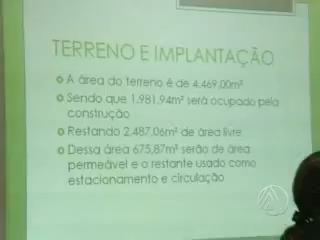 TERRENO E IMPLANTAÇÃO
A área do terreno é de 4.469,00m²
Sendo que 1.981,94m² será ocupado pela
construção
Restando 2.487,06m² de área livre
Dessa área 675,87m² serão de área
permeável e o restante usado como
estacionamento e circulação